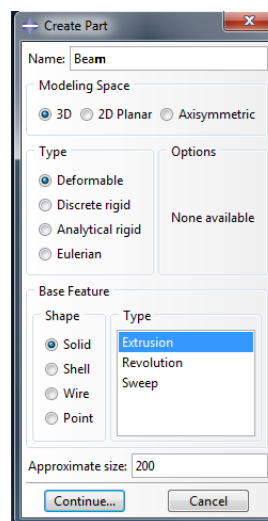 Create Part
Name: Beam
Modeling Space
3D 2D Planar Axisymmetric
Type
Deformable
Discrete rigid
Analytical rigid
Eulerian
Options
None available
Base Feature
Shape
Solid
Shell
Wire
Point
Type
Extrusion
Revolution
Sweep
Approximate size: 200
Continue... Cancel